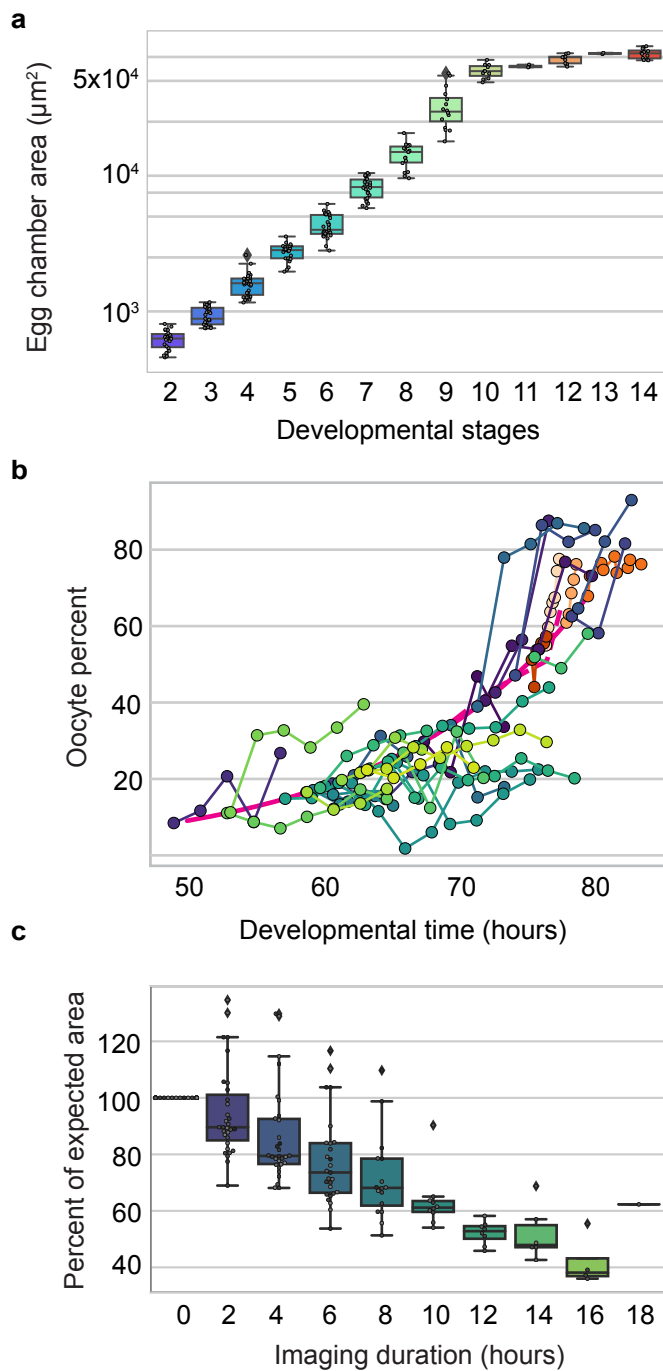 a
Egg chamber area (µm²)
5x10⁴
10⁴
10³
2 3 4 5 6 7 8 9 10 11 12 13 14
Developmental stages
b
Oocyte percent
80
60
40
20
50 60 70 80
Developmental time (hours)
c
Percent of expected area
120
100
80
60
40
0 2 4 6 8 10 12 14 16 18
Imaging duration (hours)